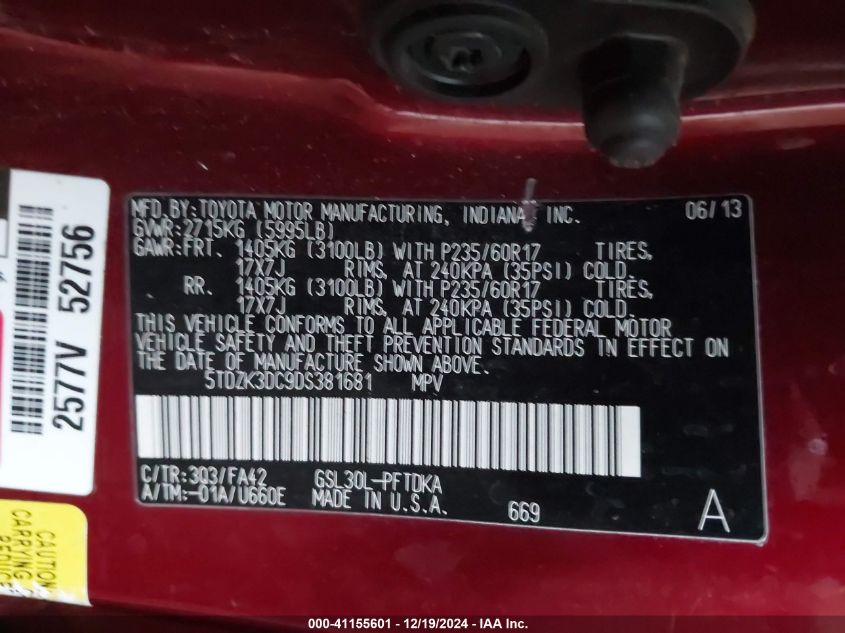 MFD.BY:TOYOTA MOTOR MANUFACTURING, INDIANA, INC. 06/13
GVWR:2715KG (5995LB)
GAWR:FRT. 1405KG (3100LB) WITH P235/60R17 TIRES,
17X7J RIMS, AT 240KPA (35PSI) COLD.
RR. 1405KG (3100LB) WITH P235/60R17 TIRES,
17X7J RIMS, AT 240KPA (35PSI) COLD.
THIS VEHICLE CONFORMS TO ALL APPLICABLE FEDERAL MOTOR
VEHICLE SAFETY AND THEFT PREVENTION STANDARDS IN EFFECT ON
THE DATE OF MANUFACTURE SHOWN ABOVE.
5TDZK3DC9DS381681 MPV
C/TR:3Q3/FA42 GSL30L-PFTDKA
A/TM:-01A/U660E MADE IN U.S.A. 669 A
2577V 52756
CAUTION
CARRYING
000-41155601 - 12/19/2024 - IAA Inc.